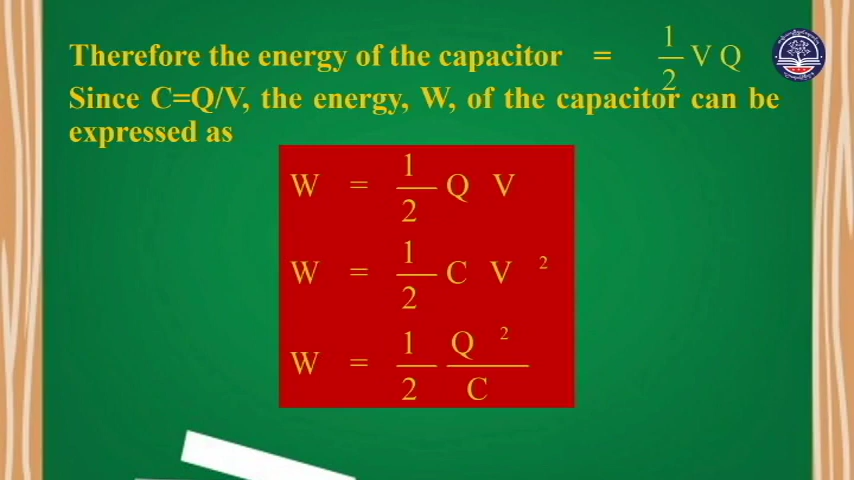 Therefore the energy of the capacitor = 1/2 V Q
Since C=Q/V, the energy, W, of the capacitor can be
expressed as
W = 1/2 Q V
W = 1/2 C V ²
W = 1/2 Q ² / C